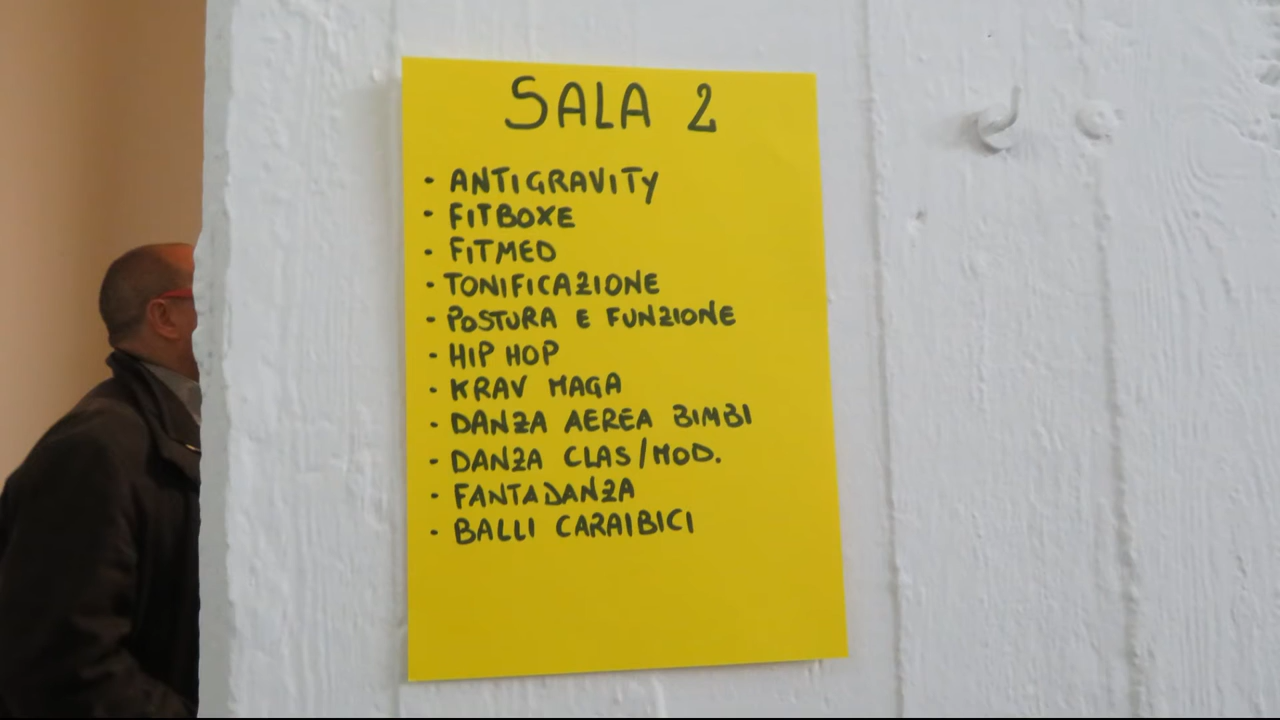 SALA 2
· ANTIGRAVITY
· FITBOXE
· FITMED
· TONIFICAZIONE
· POSTURA E FUNZIONE
· HIP HOP
· KRAV MAGA
· DANZA AEREA BIMBI
· DANZA CLAS/MOD.
· FANTADANZA
· BALLI CARAIBICI